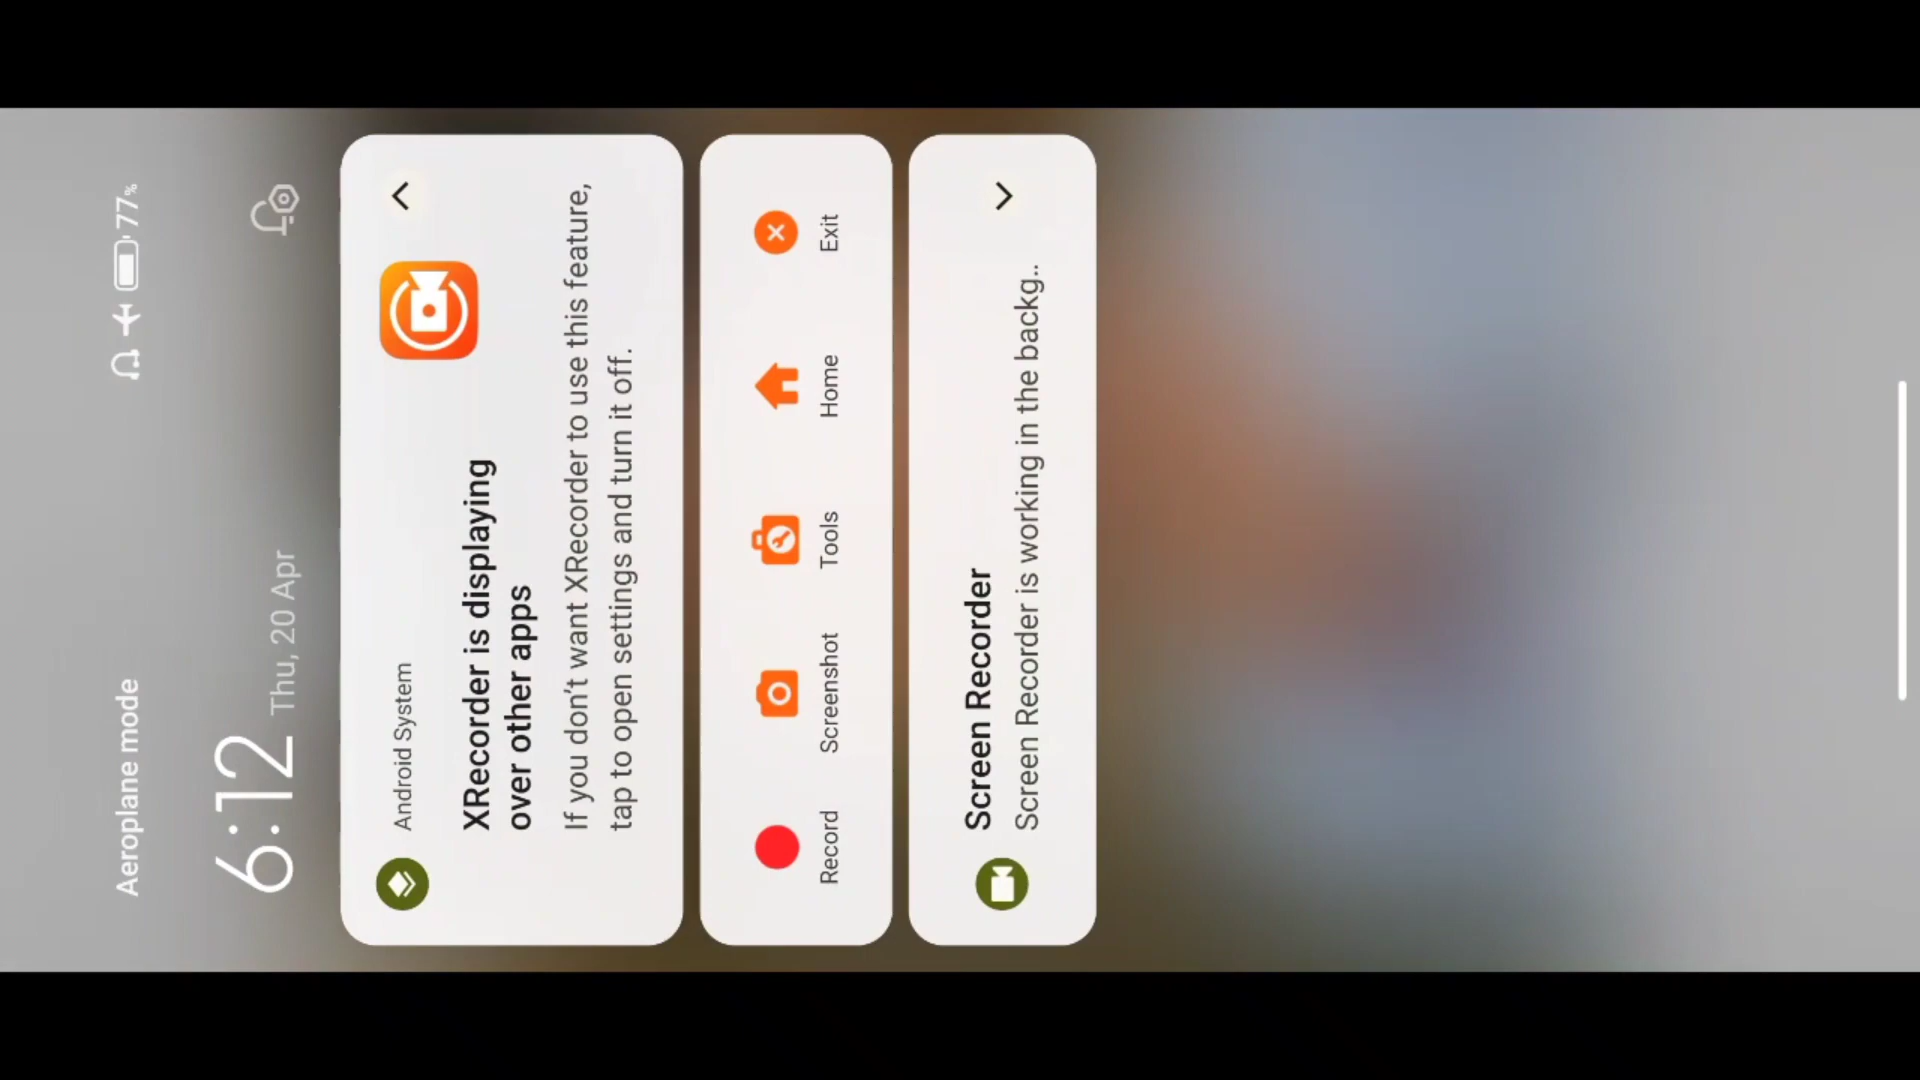 Aeroplane mode 77%
6:12 Thu, 20 Apr
Android System
XRecorder is displaying
over other apps
If you don't want XRecorder to use this feature,
tap to open settings and turn it off.
Record Screenshot Tools Home Exit
Screen Recorder
Screen Recorder is working in the backg..